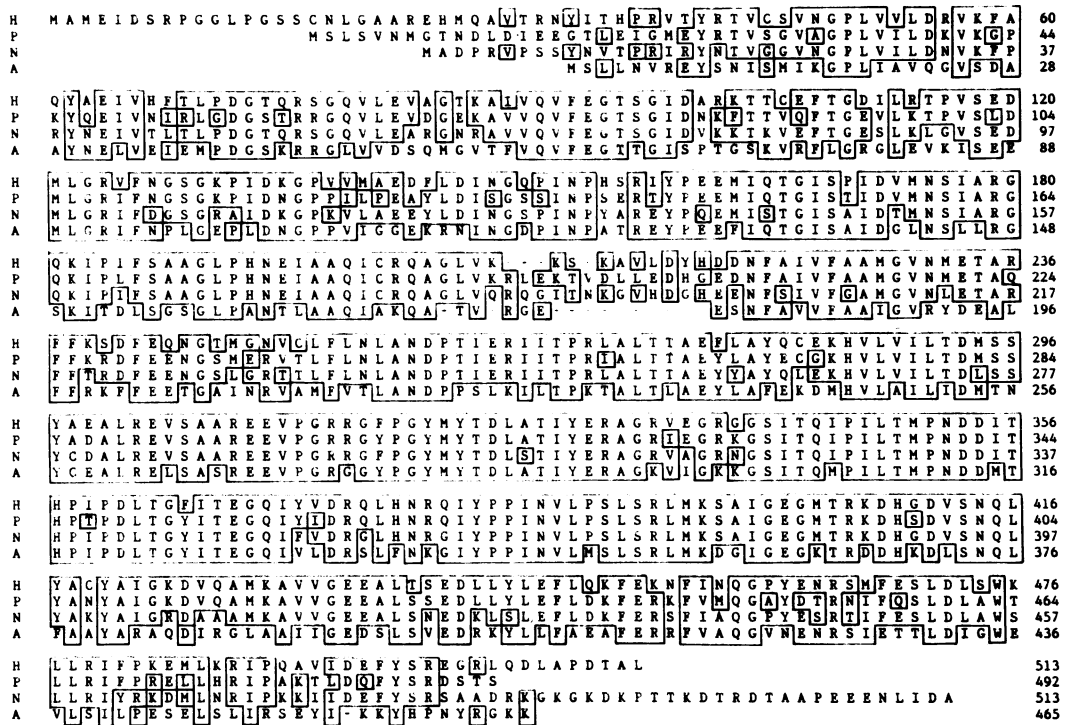 H M A M E I D S R P G G L P G S S C N L G A A R E H M Q A V T R N Y I T H P R V T Y R T V C S V N G P L V V L D R V K F A 60
P M S L S V N M G T N D L D I E E G T L E I G M E Y R T V S G V A G P L V I L D K V K G P 44
N M A D P R V P S S Y N V T P R I R Y N T V G G V N G P L V I L D N V K F P 37
A M S L L N V R E Y S N I S M I K G P L I A V Q G V S D A 28
H Q Y A E I V H F T L P D G T Q R S G Q V L E V A G T K A I V Q V F E G T S G I D A R K T T C E F T G D I L R T P V S E D 120
P K Y Q E I V N I R L G D G S T R R G Q V L E V D G E K A V V Q V F E G T S G I D N K F T T V Q F T G E V L K T P V S L D 104
N R Y N E I V T L T L P D G T Q R S G Q V L E A R G N R A V V Q V F E G T S G I D V K K T K V E F T G E S L K L G V S E D 97
A A Y N E L V E I E M P D G S K R R G L V V D S Q M G V T F V Q V F E G T T G I S P T G S K V R F L G R G L E V K I S E E 88
H M L G R V F N G S G K P I D K G P V V M A E D F L D I N G Q P I N P H S R I Y P E E M I Q T G I S P I D V M N S I A R G 180
P M L G R I F N G S G K P I D N G P P I L P E A Y L D I S G S S I N P S E R T Y P E E M I Q T G I S T I D V M N S I A R G 164
N M L G R I F D G S G R A I D K G P K V L A E E Y L D I N G S P I N P Y A R E Y P Q E M I S T G I S A I D T M N S I A R G 157
A M L G R I F N P L G E P L D N G P P V I G G E K R N I N G D P I N P A T R E Y P E E F I Q T G I S A I D G L N S L L R G 148
H Q K I P I F S A A G L P H N E I A A Q I C R Q A G L V K - - K S - K A V L D Y H D D N F A I V F A A M G V N M E T A R 236
P Q K I P L F S A A G L P H N E I A A Q I C R Q A G L V K R L E K T V D L L E D H G E D N F A I V F A A M G V N M E T A Q 224
N Q K I P I F S A A G L P H N E I A A Q I C R Q A G L V Q R Q G I T N K G V H D G H E E N F S I V F G A M G V N L E T A R 217
A S K I T D L S G S G L P A N T L A A Q I A K Q A - T V - R G E - E S N F A V V F A A I G V R Y D E A L 196
H F F K S D F E Q N G T M G N V C L F L N L A N D P T I E R I I T P R L A L T T A E F L A Y Q C E K H V L V I L T D M S S 296
P F F K R D F E E N G S M E R V T L F L N L A N D P T I E R I I T P R I A L T T A E Y L A Y E C G K H V L V I L T D M S S 284
N F F T R D F E E N G S L G R T T L F L N L A N D P T I E R I I T P R L A L T T A E Y Y A Y Q L E K H V L V I L T D L S S 277
A F F R K F F E E T G A I N R V A M F V T L A N D P P S L K I L T P K T A L T L A E Y L A F E K D M H V L A I L I D M T N 256
H Y A E A L R E V S A A R E E V P G R R G F P G Y M Y T D L A T I Y E R A G R V E G R G G S I T Q I P I L T M P N D D I T 356
P Y A D A L R E V S A A R E E V P G R R G Y P G Y M Y T D L A T I Y E R A G R I E G R K G S I T Q I P I L T M P N D D I T 344
N Y C D A L R E V S A A R E E V P G R R G F P G Y M Y T D L S T I Y E R A G R V A G R N G S I T Q I P I L T M P N D D I T 337
A Y C E A L R E L S A S R E E V P G R G G Y P G Y M Y T D L A T I Y E R A G K V I G K K G S I T Q M P I L T M P N D D M T 316
H H P I P D L T G F I T E G Q I Y V D R Q L H N R Q I Y P P I N V L P S L S R L M K S A I G E G M T R K D H G D V S N Q L 416
P H P T P D L T G Y I T E G Q I Y I D R Q L H N R Q I Y P P I N V L P S L S R L M K S A I G E G M T R K D H S D V S N Q L 404
N H P I P D L T G Y I T E G Q I F V D R G L H N R Q I Y P P I N V L P S L S R L M K S A I G E G M T R K D H G D V S N Q L 397
A H P I P D L T G Y I T E G Q I V L D R S L F N K G I Y P P I N V L M S L S R L M K D G I G E G K T R D D H K D L S N Q L 376
H Y A C Y A I G K D V Q A M K A V V G E E A L T S E D L L Y L E F L Q K F E K N F I N Q G P Y E N R S M F E S L D L S W K 476
P Y A N Y A I G K D V Q A M K A V V G E E A L S S E D L L Y L E F L D K F E R K F V M Q G A Y D T R N I F Q S L D L A W T 464
N Y A K Y A I G R D A A A M K A V V G E E A L S N E D K L S L E F L D K F E R S F I A Q G P Y E S R T I F E S L D L A W S 457
A F A A Y A R A Q D I R G L A A I I G E D S L S V E D R K Y L L F A E A F E R R F V A Q G V N E N R S I E T T L D I G W E 436
H L L R I F P K E M L K R I P Q A V I D E F Y S R E G R L Q D L A P D T A L 513
P L L R I F P R E L L H R I P A K T L D Q F Y S R D S T S 492
N L L R I Y R K D M L N R I P K K I I D E F Y S R S A A D R K G K G K D K P T T K D T R D T A A P E E E N L I D A 513
A V L S I L P E S E L S L I R S E Y I - K K Y H P N Y R G K K 465